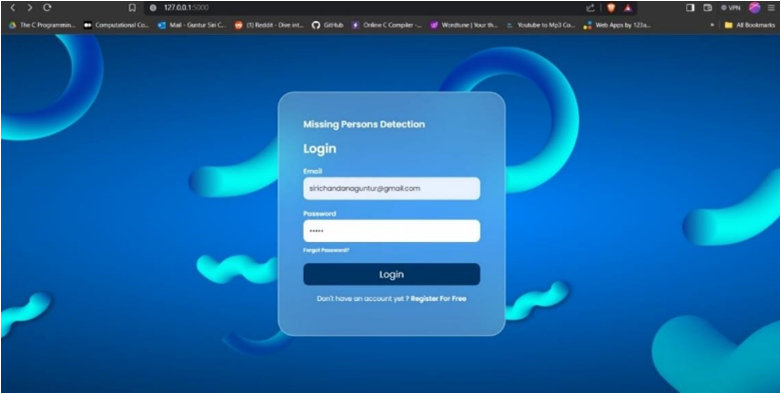 127.0.0.1:5000
VPN
The C Programmin... Computational Co... Mail - Guntur Siri C... (1) Reddit - Dive int... GitHub Online C Compiler -... Wordtune | Your th... Youtube to Mp3 Co... Web Apps by 123a... All Bookmarks
Missing Persons Detection
Login
Email
sirichandanaguntur@gmail.com
Password
•••••
Forgot Password?
Login
Don't have an account yet ? Register For Free